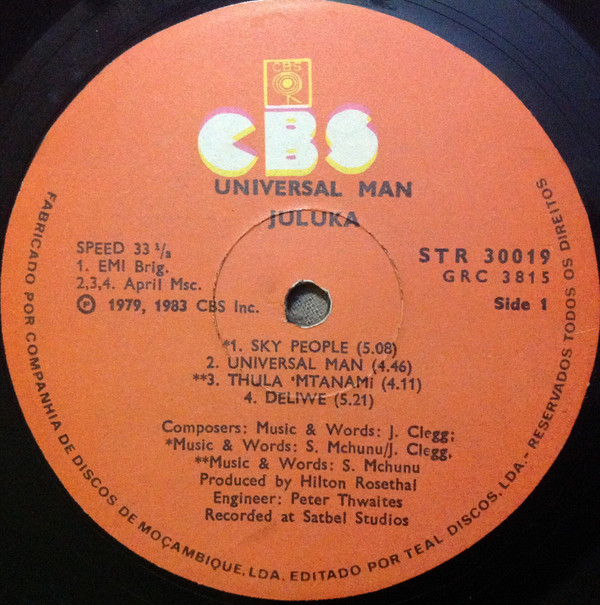 CBS
CBS
UNIVERSAL MAN
JULUKA
SPEED 33 1/3
1. EMI Brig.
2,3,4. April Msc.
℗ 1979, 1983 CBS Inc.
STR 30019
GRC 3815
Side 1
*1. SKY PEOPLE (5.08)
2. UNIVERSAL MAN (4.46)
**3. THULA 'MTANAMi (4.11)
4. DELIWE (5.21)
Composers: Music & Words: J. Clegg;
*Music & Words: S. Mchunu/J. Clegg,
**Music & Words: S. Mchunu
Produced by Hilton Rosethal
Engineer: Peter Thwaites
Recorded at Satbel Studios
FABRICADO POR COMPANHIA DE DISCOS DE MOÇAMBIQUE, LDA. EDITADO POR TEAL DISCOS, LDA.- RESERVADOS TODOS OS DIREITOS